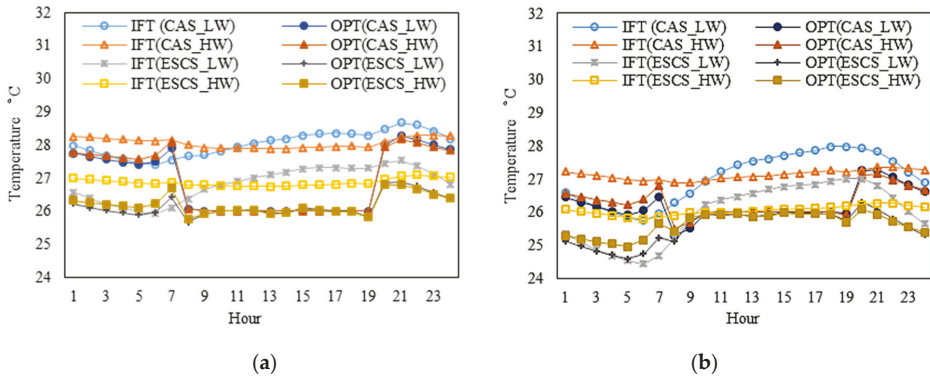 32
31
30
29
28
27
26
25
24
Temperature °C
IFT (CAS_LW) OPT(CAS_LW)
IFT(CAS_HW) OPT(CAS_HW)
IFT(ESCS_LW) OPT(ESCS_LW)
IFT(ESCS_HW) OPT(ESCS_HW)
1 3 5 7 9 11 13 15 17 19 21 23
Hour
(a)
32
31
30
29
28
27
26
25
24
Temperature °C
IFT (CAS_LW) OPT(CAS_LW)
IFT(CAS_HW) OPT(CAS_HW)
IFT(ESCS_LW) OPT(ESCS_LW)
IFT(ESCS_HW) OPT(ESCS_HW)
1 3 5 7 9 11 13 15 17 19 21 23
Hour
(b)